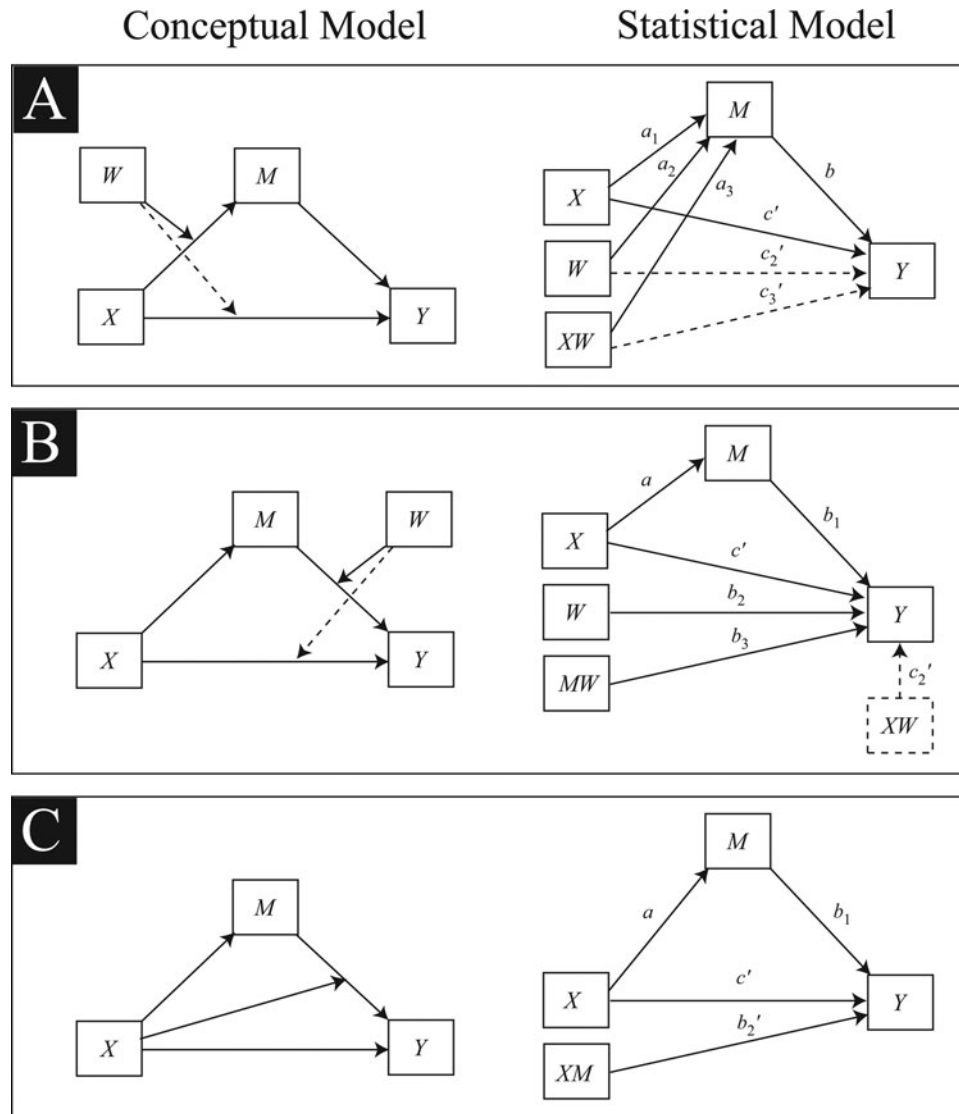 Conceptual Model
Statistical Model
A
W
M
X
Y
M
X
W
XW
Y
a1
a2
a3
b
c′
c2′
c3′
B
M
W
X
Y
M
X
W
MW
Y
XW
a
b1
c′
b2
b3
c2′
C
M
X
Y
M
X
XM
Y
a
b1
c′
b2′